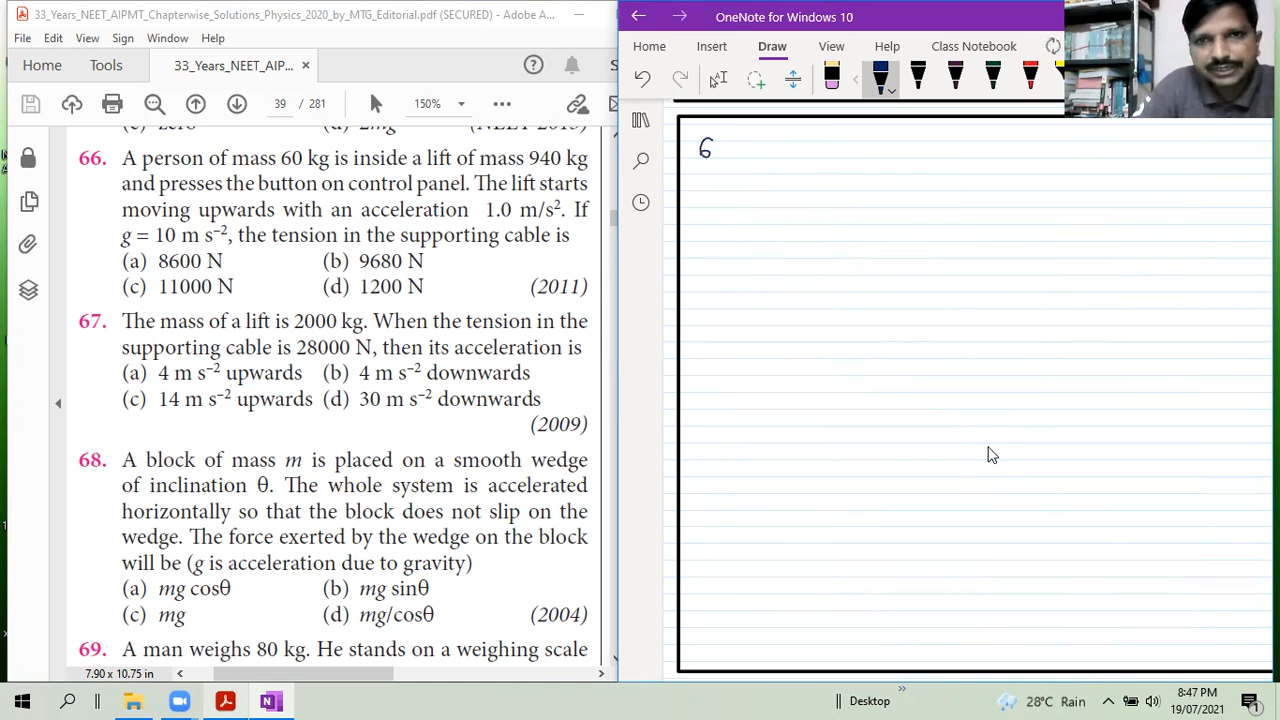 33_Years_NEET_AIPMT_Chapterwise_Solutions_Physics_2020_by_MTG_Editorial.pdf (SECURED) - Adobe A...
File Edit View Sign Window Help
Home Tools 33_Years_NEET_AIP... ×
39 / 281 150%
66. A person of mass 60 kg is inside a lift of mass 940 kg
and presses the button on control panel. The lift starts
moving upwards with an acceleration 1.0 m/s². If
g = 10 m s⁻², the tension in the supporting cable is
(a) 8600 N (b) 9680 N
(c) 11000 N (d) 1200 N (2011)
67. The mass of a lift is 2000 kg. When the tension in the
supporting cable is 28000 N, then its acceleration is
(a) 4 m s⁻² upwards (b) 4 m s⁻² downwards
(c) 14 m s⁻² upwards (d) 30 m s⁻² downwards
(2009)
68. A block of mass m is placed on a smooth wedge
of inclination θ. The whole system is accelerated
horizontally so that the block does not slip on the
wedge. The force exerted by the wedge on the block
will be (g is acceleration due to gravity)
(a) mg cosθ (b) mg sinθ
(c) mg (d) mg/cosθ (2004)
69. A man weighs 80 kg. He stands on a weighing scale
7.90 x 10.75 in
OneNote for Windows 10
Home Insert Draw View Help Class Notebook
6
Desktop
28°C Rain
8:47 PM
19/07/2021